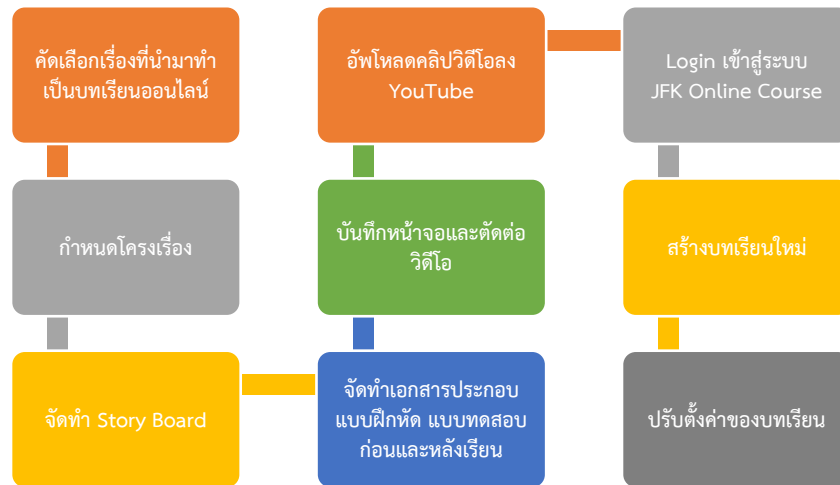 คัดเลือกเรื่องที่นำมาทำ
เป็นบทเรียนออนไลน์
กำหนดโครงเรื่อง
จัดทำ Story Board
จัดทำเอกสารประกอบ
แบบฝึกหัด แบบทดสอบ
ก่อนและหลังเรียน
บันทึกหน้าจอและตัดต่อ
วิดีโอ
อัพโหลดคลิปวิดีโอลง
YouTube
Login เข้าสู่ระบบ
JFK Online Course
สร้างบทเรียนใหม่
ปรับตั้งค่าของบทเรียน